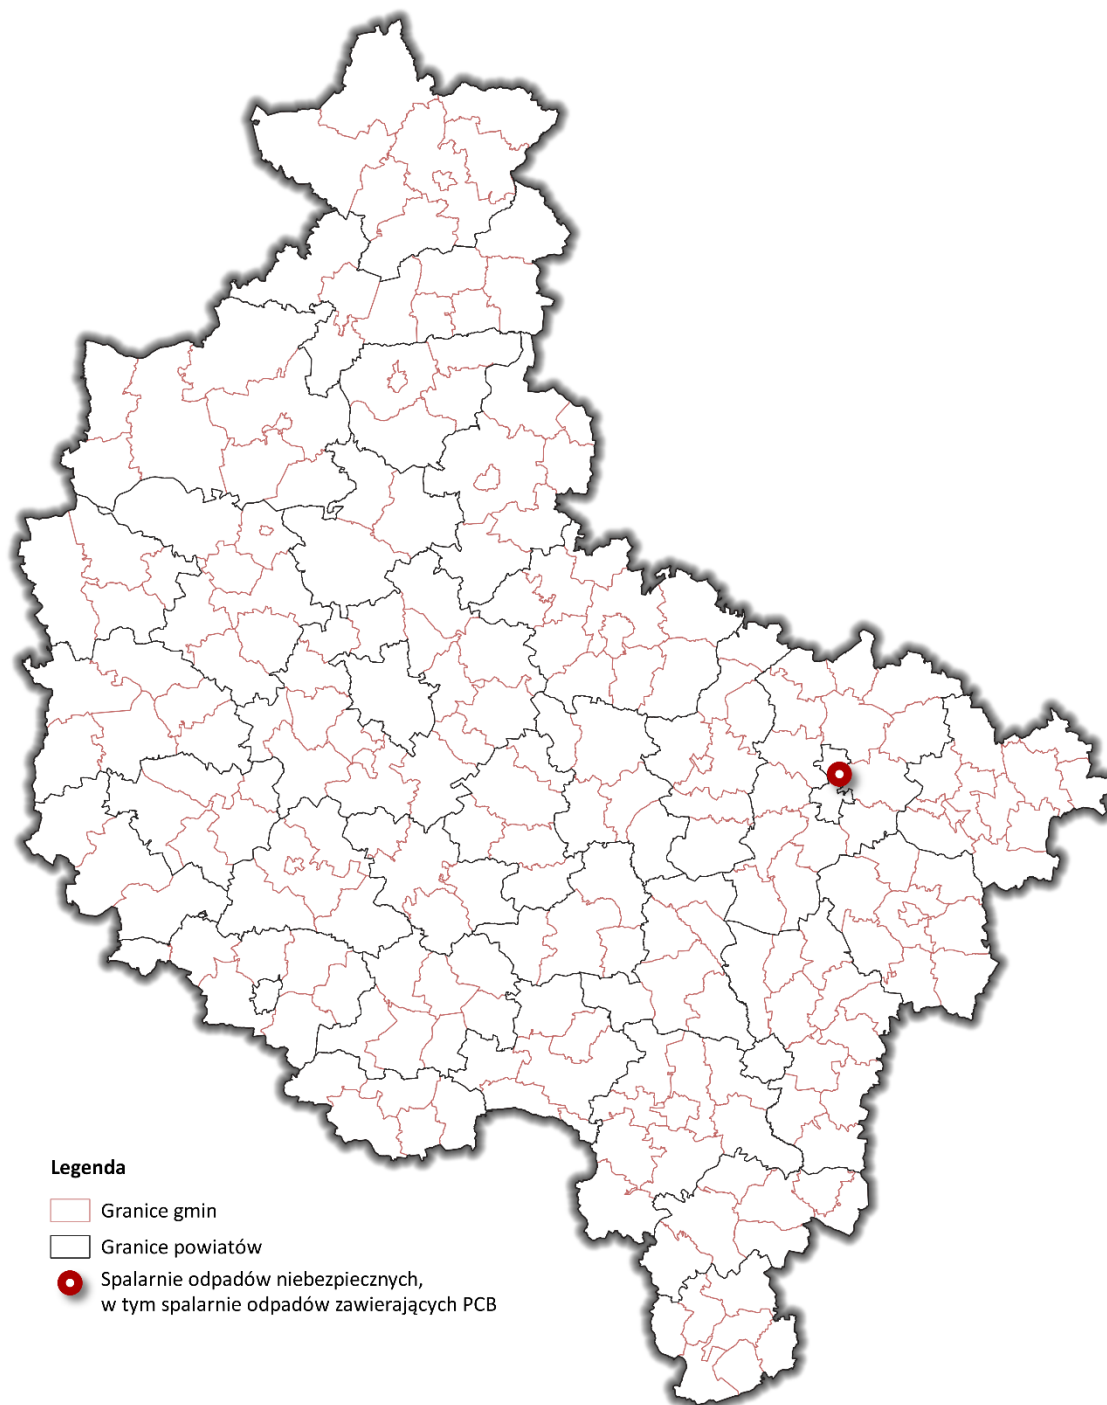 Legenda
Granice gmin
Granice powiatów
Spalarnie odpadów niebezpiecznych,
w tym spalarnie odpadów zawierających PCB